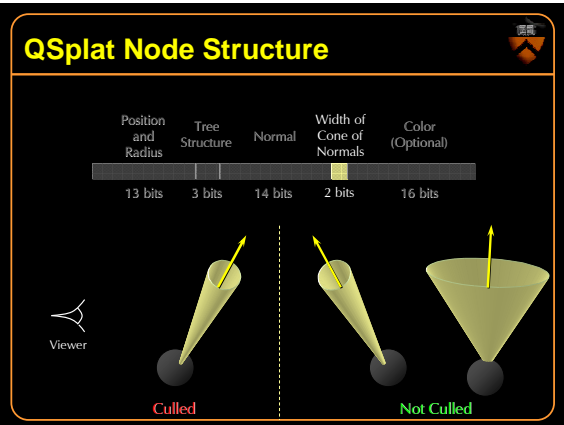 QSplat Node Structure
Position and Radius
Tree Structure
Normal
Width of Cone of Normals
Color (Optional)
13 bits
3 bits
14 bits
2 bits
16 bits
Viewer
Culled
Not Culled